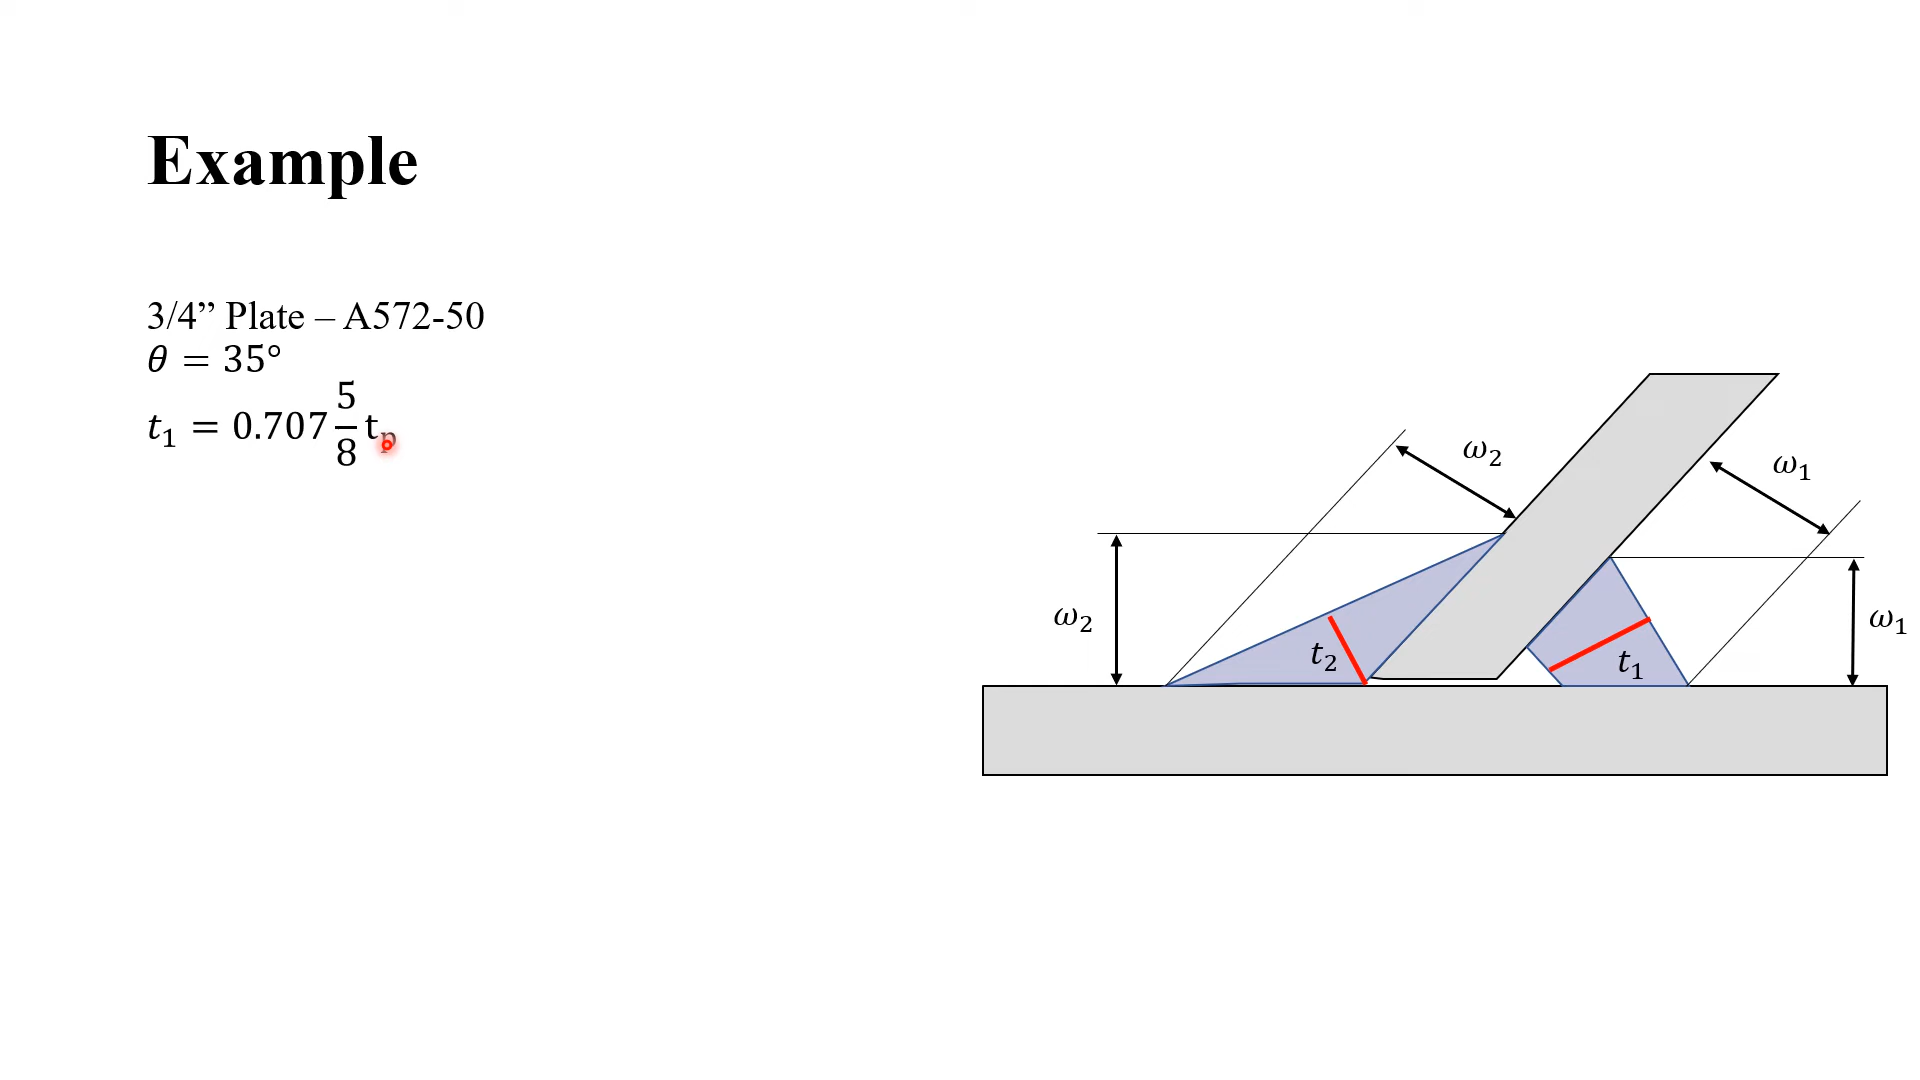 Example
3/4” Plate – A572-50
θ = 35°
t₁ = 0.707 5/8 tₚ
ω₂
ω₁
ω₂
ω₁
t₂
t₁